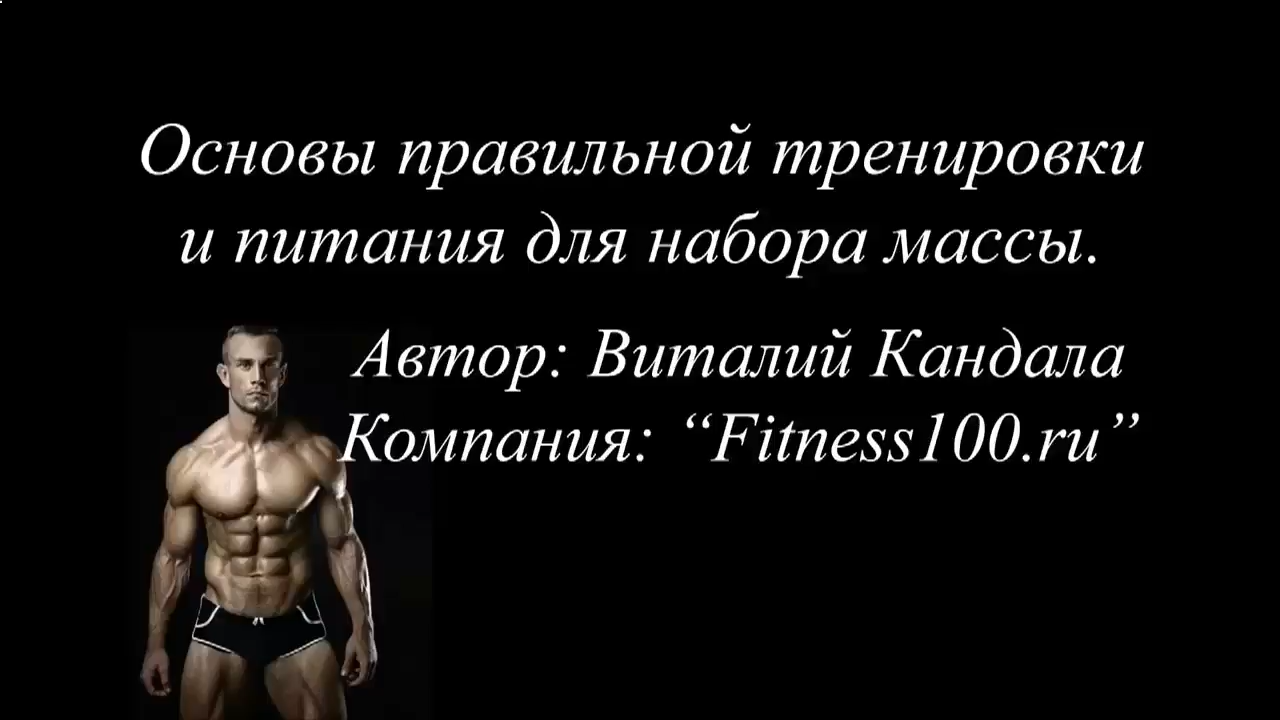 Основы правильной тренировки
и питания для набора массы.
Автор: Виталий Кандала
Компания: “Fitness100.ru”